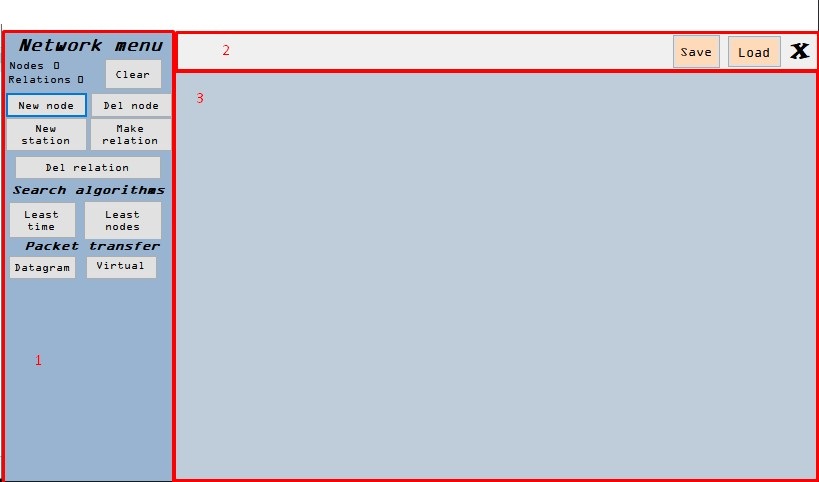 Network menu
Nodes 0
Relations 0
Clear
New node
Del node
New
station
Make
relation
Del relation
Search algorithms
Least
time
Least
nodes
Packet transfer
Datagram
Virtual
1
2
Save
Load
X
3